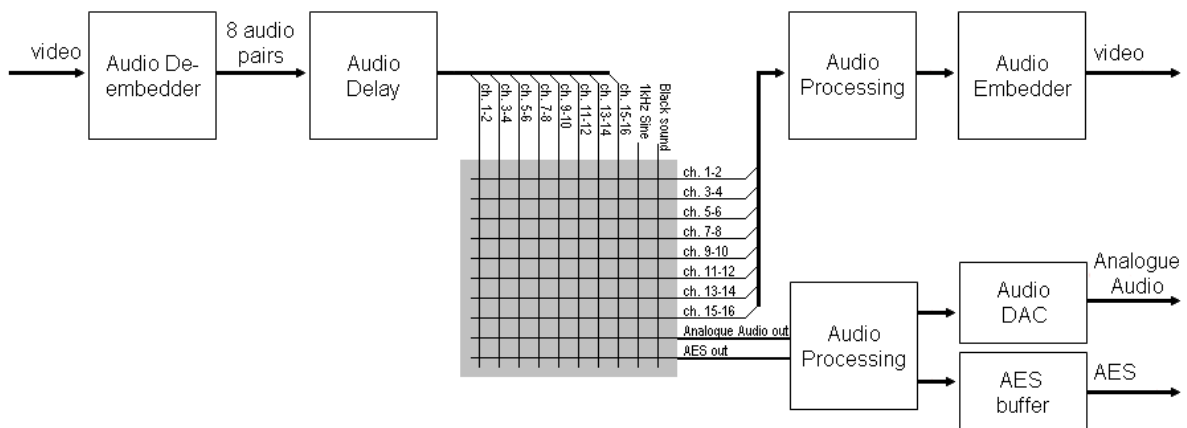 video
Audio De-
embedder
8 audio
pairs
Audio
Delay
ch. 1-2
ch. 3-4
ch. 5-6
ch. 7-8
ch. 9-10
ch. 11-12
ch. 13-14
ch. 15-16
1kHz Sine
Black sound
ch. 1-2
ch. 3-4
ch. 5-6
ch. 7-8
ch. 9-10
ch. 11-12
ch. 13-14
ch. 15-16
Analogue Audio out
AES out
Audio
Processing
Audio
Embedder
video
Audio
Processing
Audio
DAC
Analogue
Audio
AES
buffer
AES